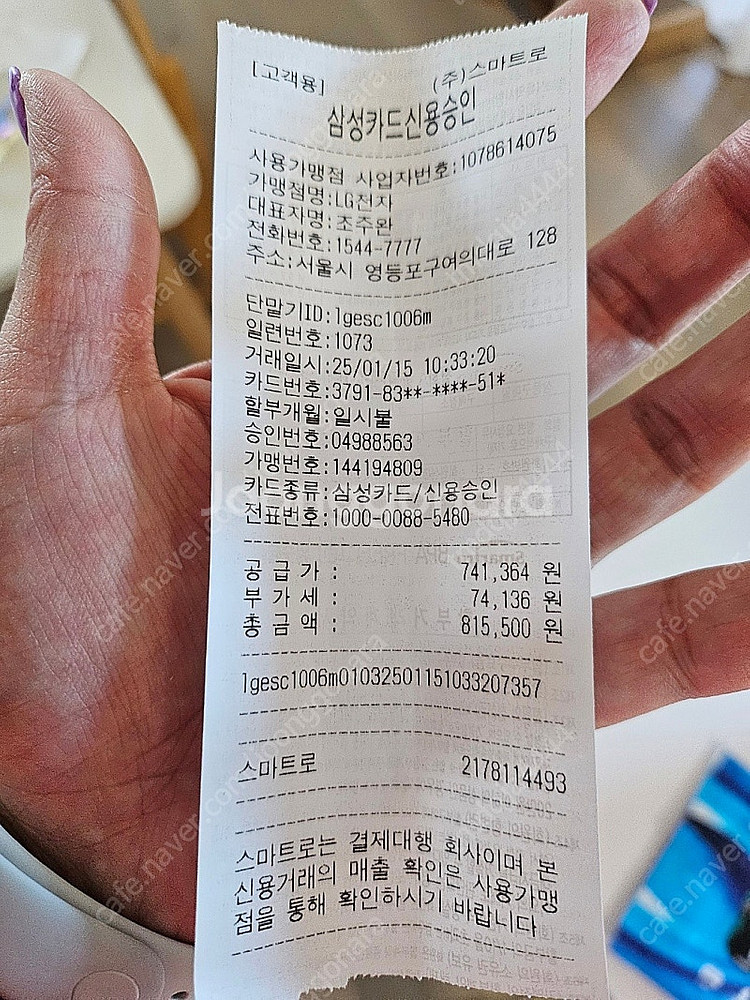 [고객용]
(주)스마트로
삼성카드신용승인
사용가맹점 사업자번호:1078614075
가맹점명:LG전자
대표자명:조주완
전화번호:1544-7777
주소:서울시 영등포구여의대로 128
단말기ID:lgesc1006m
일련번호:1073
거래일시:25/01/15 10:33:20
카드번호:3791-83**-****-51*
할부개월:일시불
승인번호:04988563
가맹번호:144194809
카드종류:삼성카드/신용승인
전표번호:1000-0088-5480
공 급 가 : 741,364 원
부 가 세 : 74,136 원
총 금 액 : 815,500 원
lgesc1006m01032501151033207357
스마트로 2178114493
스마트로는 결제대행 회사이며 본
신용거래의 매출 확인은 사용가맹
점을 통해 확인하시기 바랍니다
cafe.naver.com